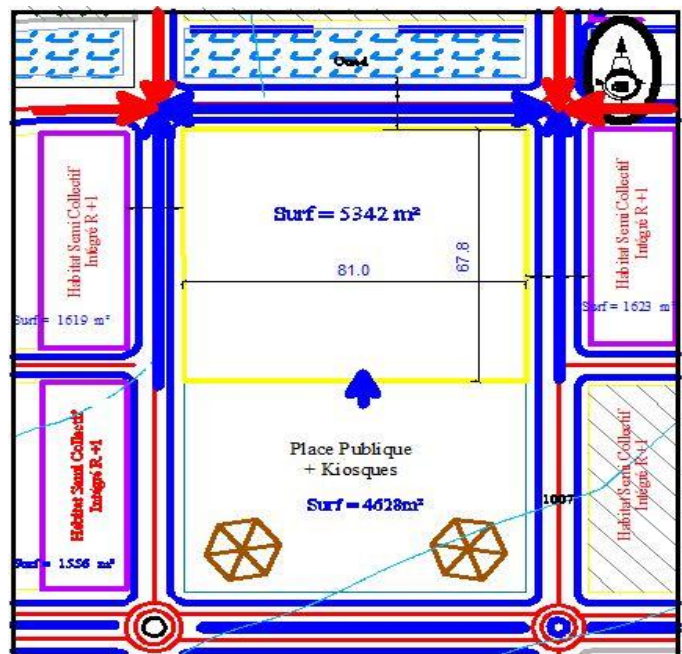 Oued
Surf = 5342 m²
81.0
67.8
Habitat Semi Collectif
Intégré R +1
Surf = 1619 m²
Habitat Semi Collectif
Intégré R +1
Surf = 1623 m²
Habitat Semi Collectif
Intégré R +1
Surf = 1556 m²
Place Publique
+ Kiosques
Surf = 4628m²
1007
Habitat Semi Collectif
Intégré R +1